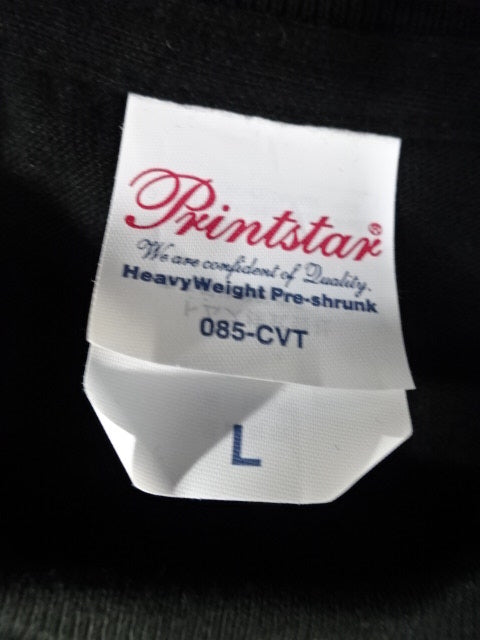 Printstar®
We are confident of Quality.
HeavyWeight Pre-shrunk
085-CVT
L